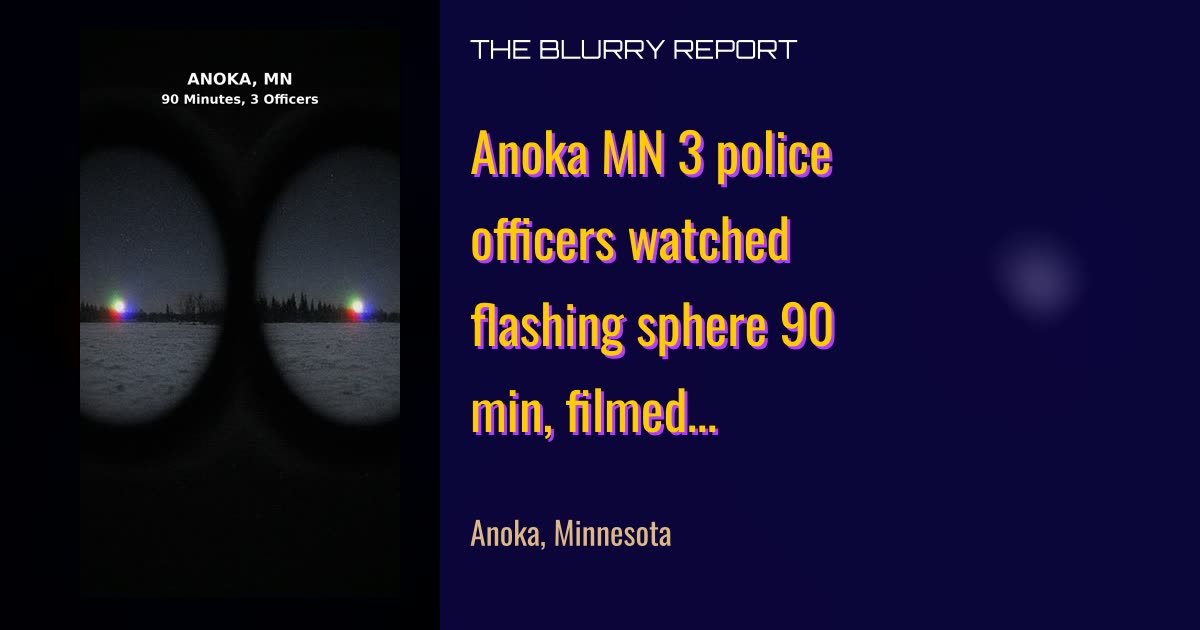 ANOKA, MN
90 Minutes, 3 Officers
THE BLURRY REPORT
Anoka MN 3 police
officers watched
flashing sphere 90
min, filmed...
Anoka, Minnesota